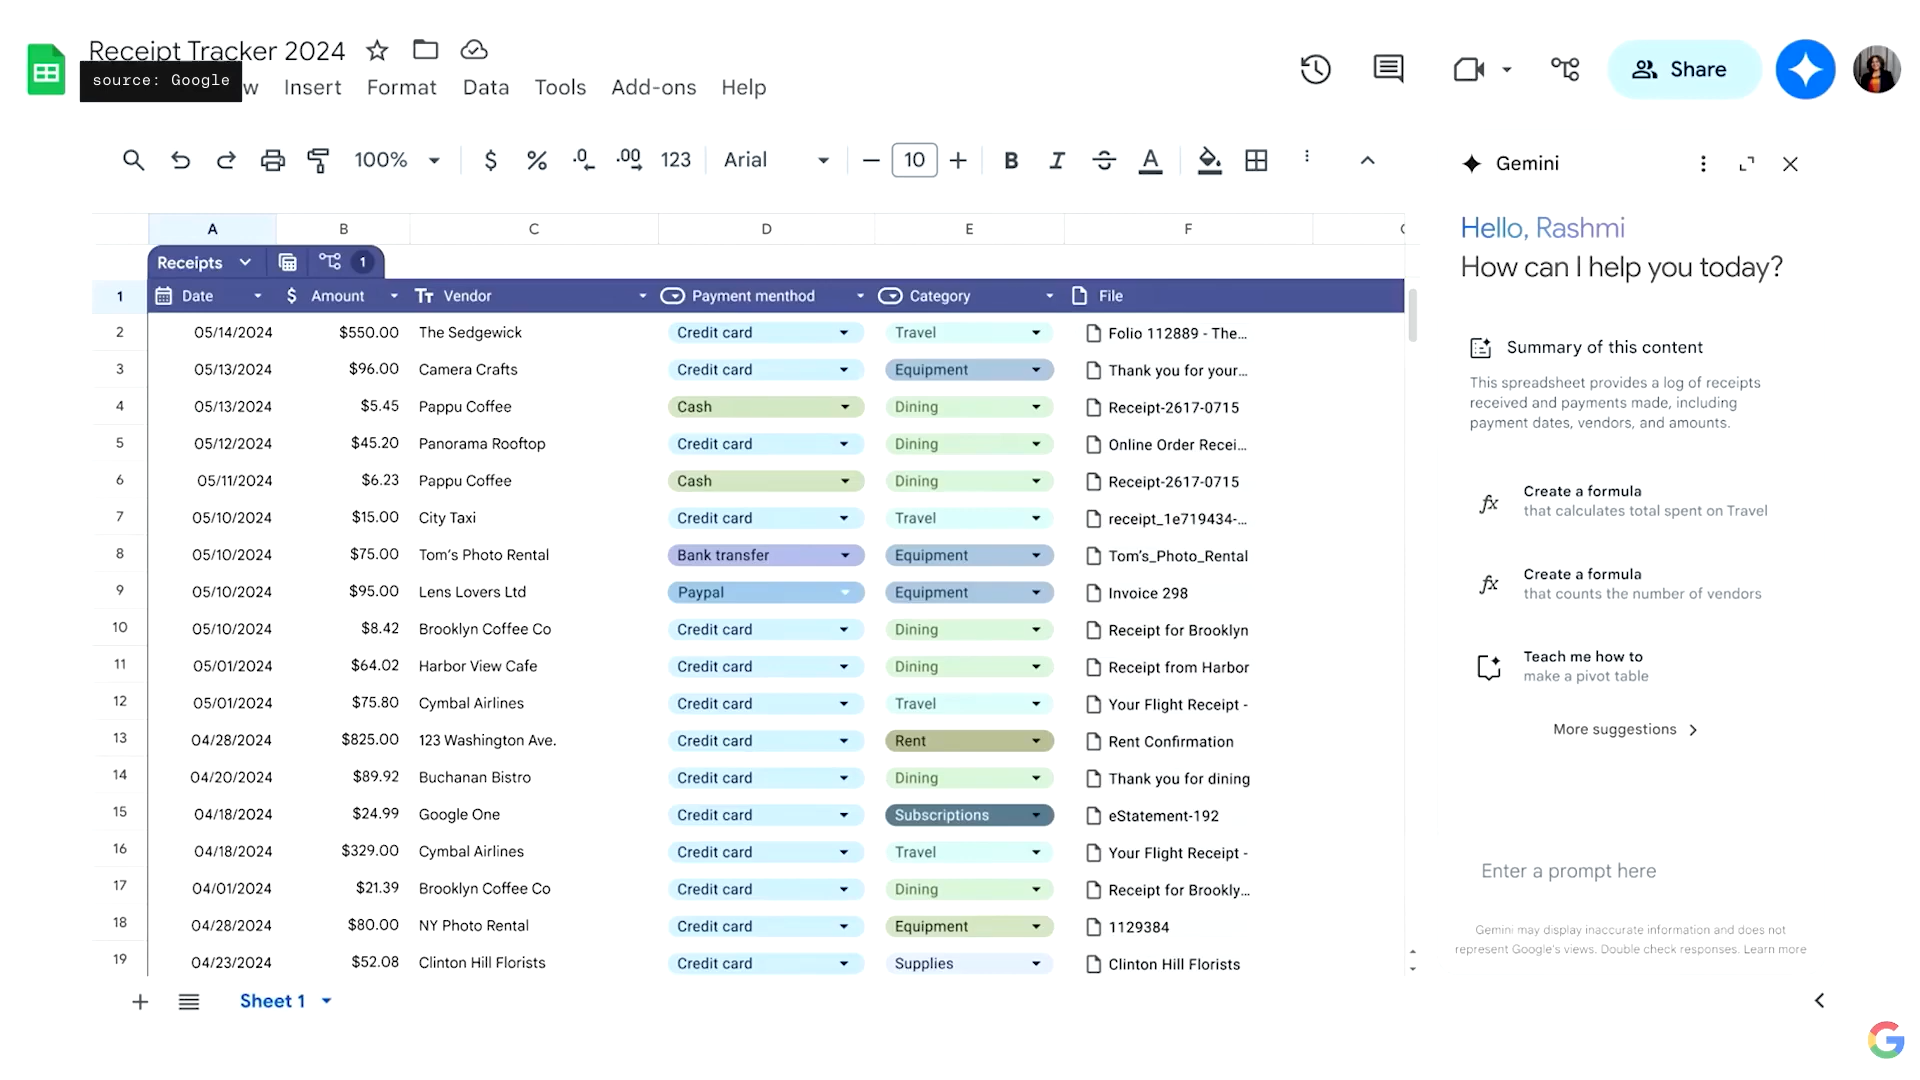 Receipt Tracker 2024
source: Google
w Insert Format Data Tools Add-ons Help
Share
100% $ % .0 .00 123 Arial 10 B I S A
Gemini
A B C D E F
Receipts 1
1 Date $ Amount Tт Vendor Payment menthod Category File
2 05/14/2024 $550.00 The Sedgewick Credit card Travel Folio 112889 - The...
3 05/13/2024 $96.00 Camera Crafts Credit card Equipment Thank you for your...
4 05/13/2024 $5.45 Pappu Coffee Cash Dining Receipt-2617-0715
5 05/12/2024 $45.20 Panorama Rooftop Credit card Dining Online Order Recei...
6 05/11/2024 $6.23 Pappu Coffee Cash Dining Receipt-2617-0715
7 05/10/2024 $15.00 City Taxi Credit card Travel receipt_1e719434-...
8 05/10/2024 $75.00 Tom’s Photo Rental Bank transfer Equipment Tom’s_Photo_Rental
9 05/10/2024 $95.00 Lens Lovers Ltd Paypal Equipment Invoice 298
10 05/10/2024 $8.42 Brooklyn Coffee Co Credit card Dining Receipt for Brooklyn
11 05/01/2024 $64.02 Harbor View Cafe Credit card Dining Receipt from Harbor
12 05/01/2024 $75.80 Cymbal Airlines Credit card Travel Your Flight Receipt -
13 04/28/2024 $825.00 123 Washington Ave. Credit card Rent Rent Confirmation
14 04/20/2024 $89.92 Buchanan Bistro Credit card Dining Thank you for dining
15 04/18/2024 $24.99 Google One Credit card Subscriptions eStatement-192
16 04/18/2024 $329.00 Cymbal Airlines Credit card Travel Your Flight Receipt -
17 04/01/2024 $21.39 Brooklyn Coffee Co Credit card Dining Receipt for Brookly...
18 04/28/2024 $80.00 NY Photo Rental Credit card Equipment 1129384
19 04/23/2024 $52.08 Clinton Hill Florists Credit card Supplies Clinton Hill Florists
Sheet 1
Hello, Rashmi
How can I help you today?
Summary of this content
This spreadsheet provides a log of receipts
received and payments made, including
payment dates, vendors, and amounts.
fx Create a formula
that calculates total spent on Travel
fx Create a formula
that counts the number of vendors
Teach me how to
make a pivot table
More suggestions
Enter a prompt here
Gemini may display inaccurate information and does not
represent Google's views. Double check responses. Learn more